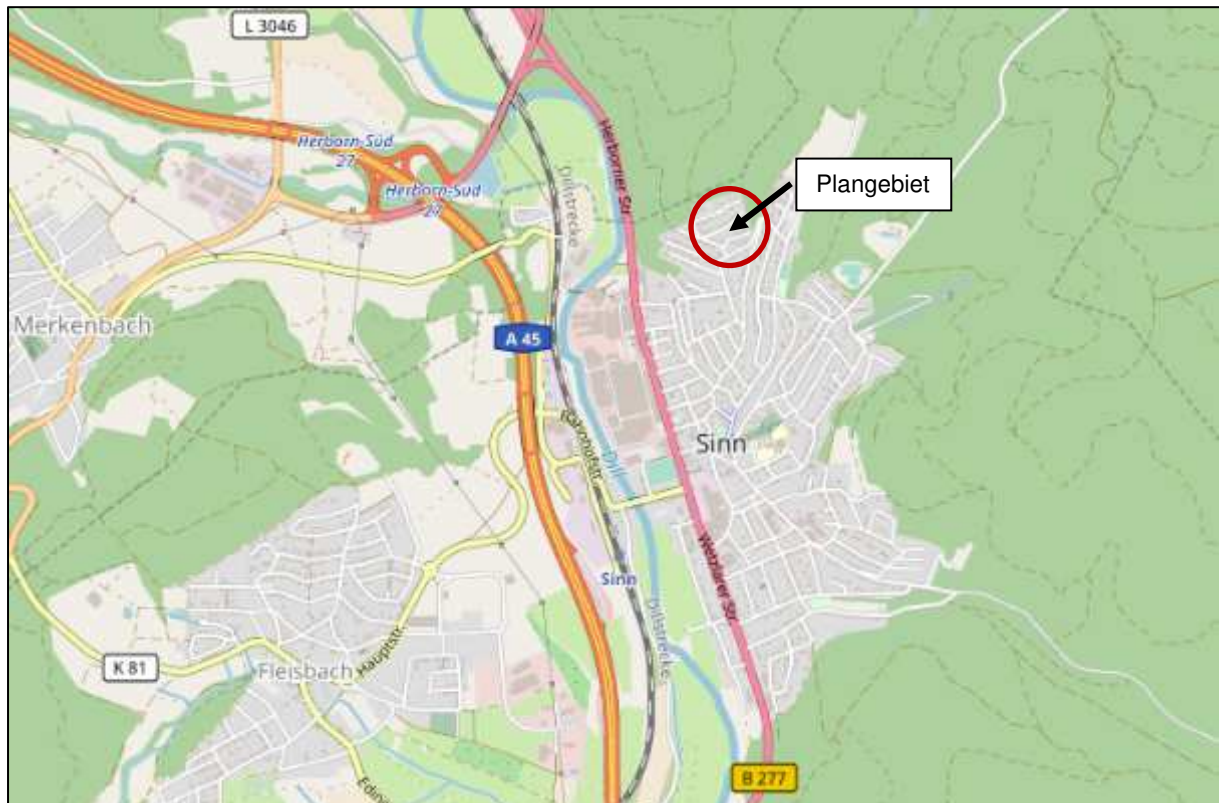 L 3046
Herborn-Süd
27
Herborn-Süd
27
Dillstrecke
Herborner Str
Plangebiet
Merkenbach
A 45
Bahnhofstr
Dill
Sinn
Wetzlarer Str
Sinn
Dillstrecke
K 81
Fleisbach
Hauptstr
B 277